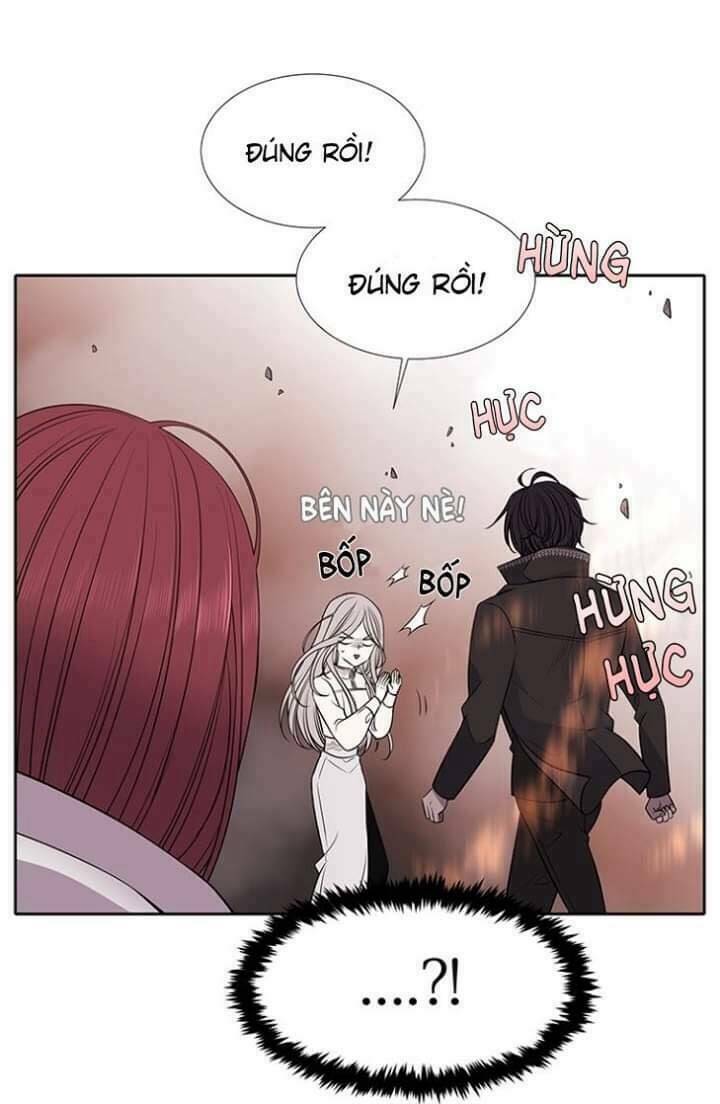 ĐÚNG RỒI!
ĐÚNG RỒI!
HỪNG
HỰC
BÊN NÀY NÈ!
BỐP
BỐP
HỪNG
HỰC
....?!